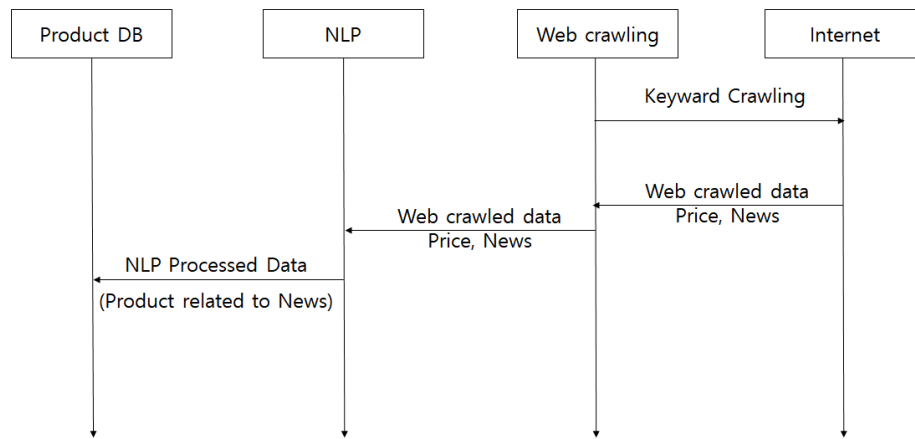 Product DB
NLP
Web crawling
Internet
Keyward Crawling
Web crawled data
Price, News
Web crawled data
Price, News
NLP Processed Data
(Product related to News)